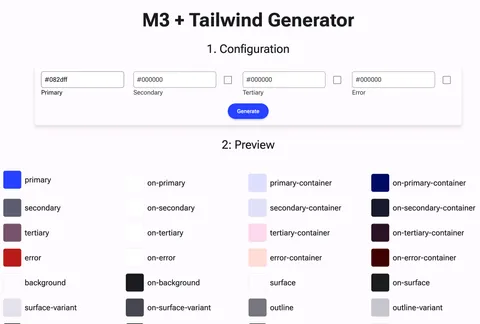 M3 + Tailwind Generator
1. Configuration
#082dff #000000 #000000 #000000
Primary Secondary Tertiary Error
Generate
2: Preview
primary on-primary primary-container on-primary-container
secondary on-secondary secondary-container on-secondary-container
tertiary on-tertiary tertiary-container on-tertiary-container
error on-error error-container on-error-container
background on-background surface on-surface
surface-variant on-surface-variant outline outline-variant